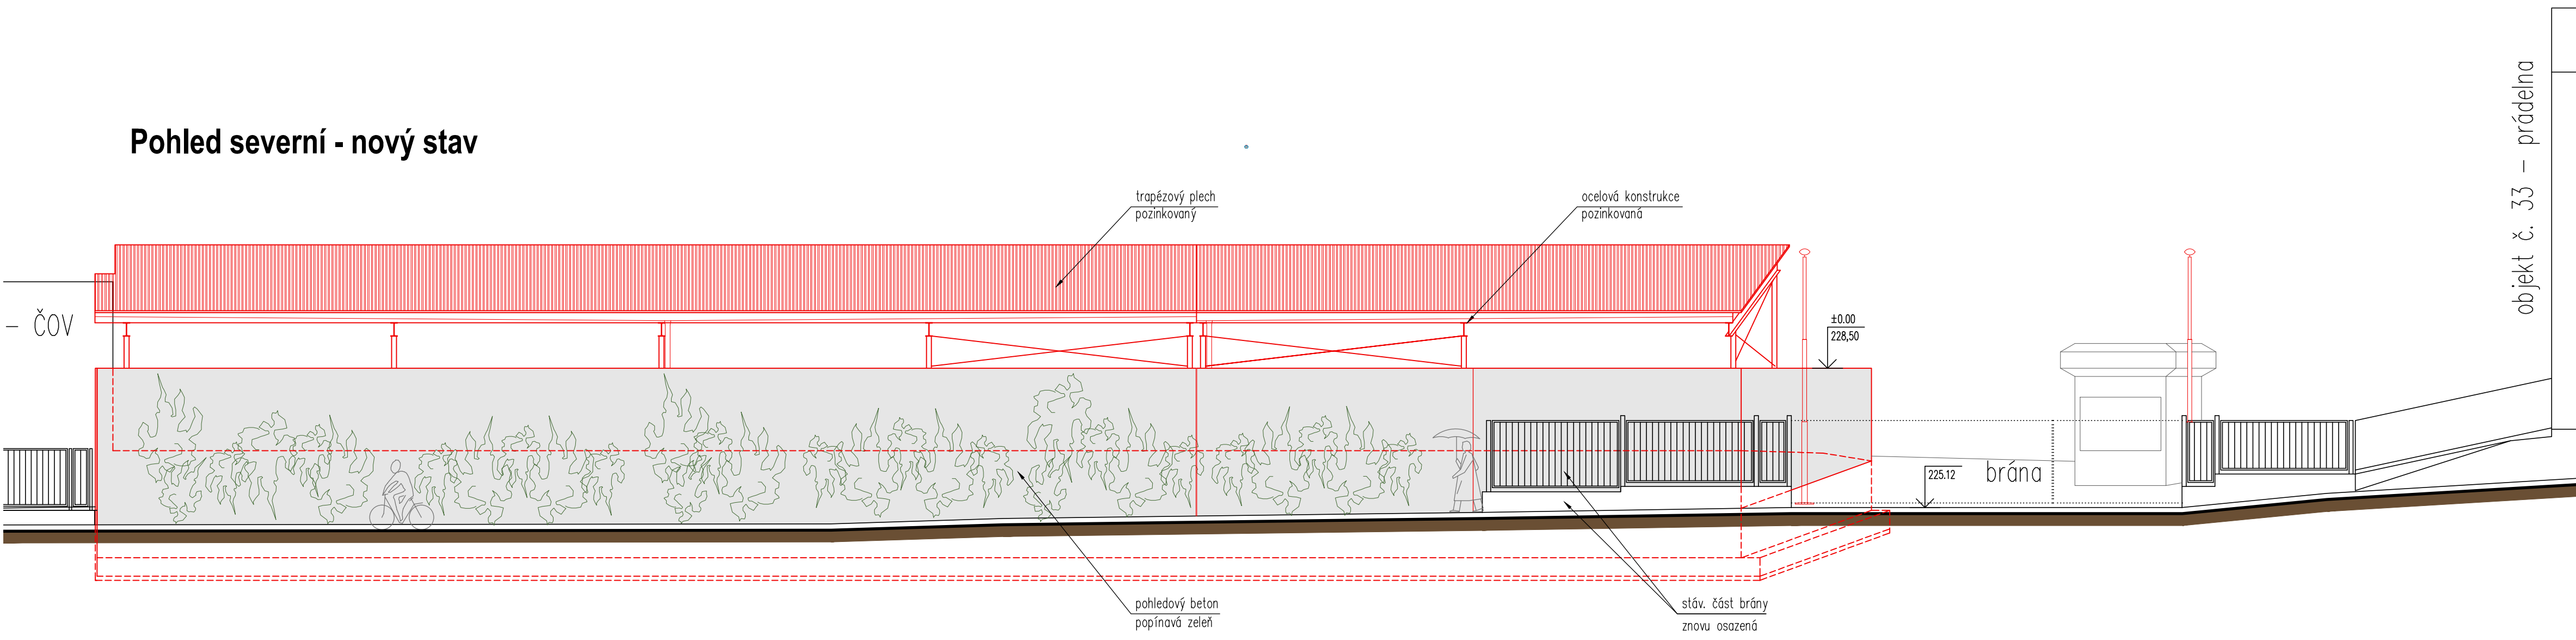 Pohled severní - nový stav
trapézový plech
pozinkovaný
ocelová konstrukce
pozinkovaná
- ČOV
±0.00
228,50
objekt č. 33 - prádelna
225.12
brána
pohledový beton
popínavá zeleň
stáv. část brány
znovu osazená